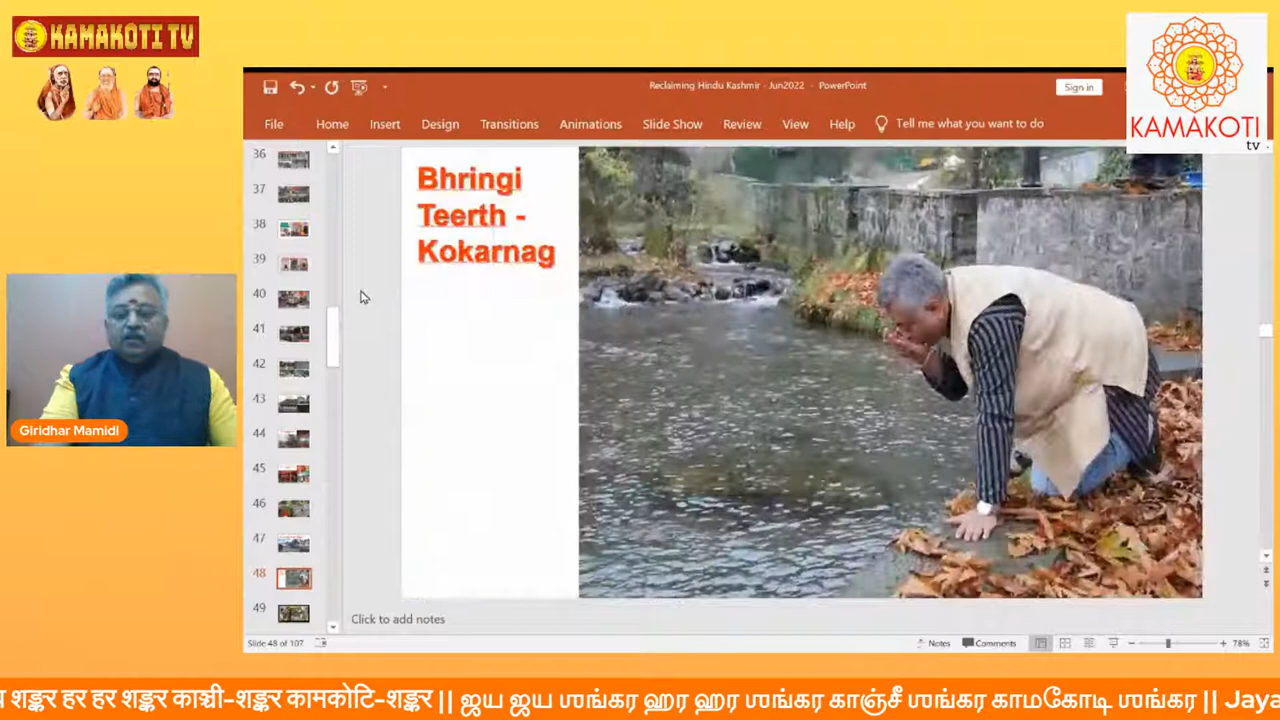 KAMAKOTI TV
KAMAKOTI
tv
Reclaiming Hindu Kashmir - Jun2022 - PowerPoint
Sign in
File Home Insert Design Transitions Animations Slide Show Review View Help Tell me what you want to do
36
37
38
39
40
41
42
43
44
45
46
47
48
49
Bhringi
Teerth -
Kokarnag
Giridhar Mamidi
Click to add notes
Slide 48 of 107
Notes Comments 78%
शङ्कर हर हर शङ्कर काञ्ची-शङ्कर कामकोटि-शङ्कर || ஜய ஜய ஶங்கர ஹர ஹர ஶங்கர காஞ்சீ ஶங்கர காமகோடி ஶங்கர || Jaya